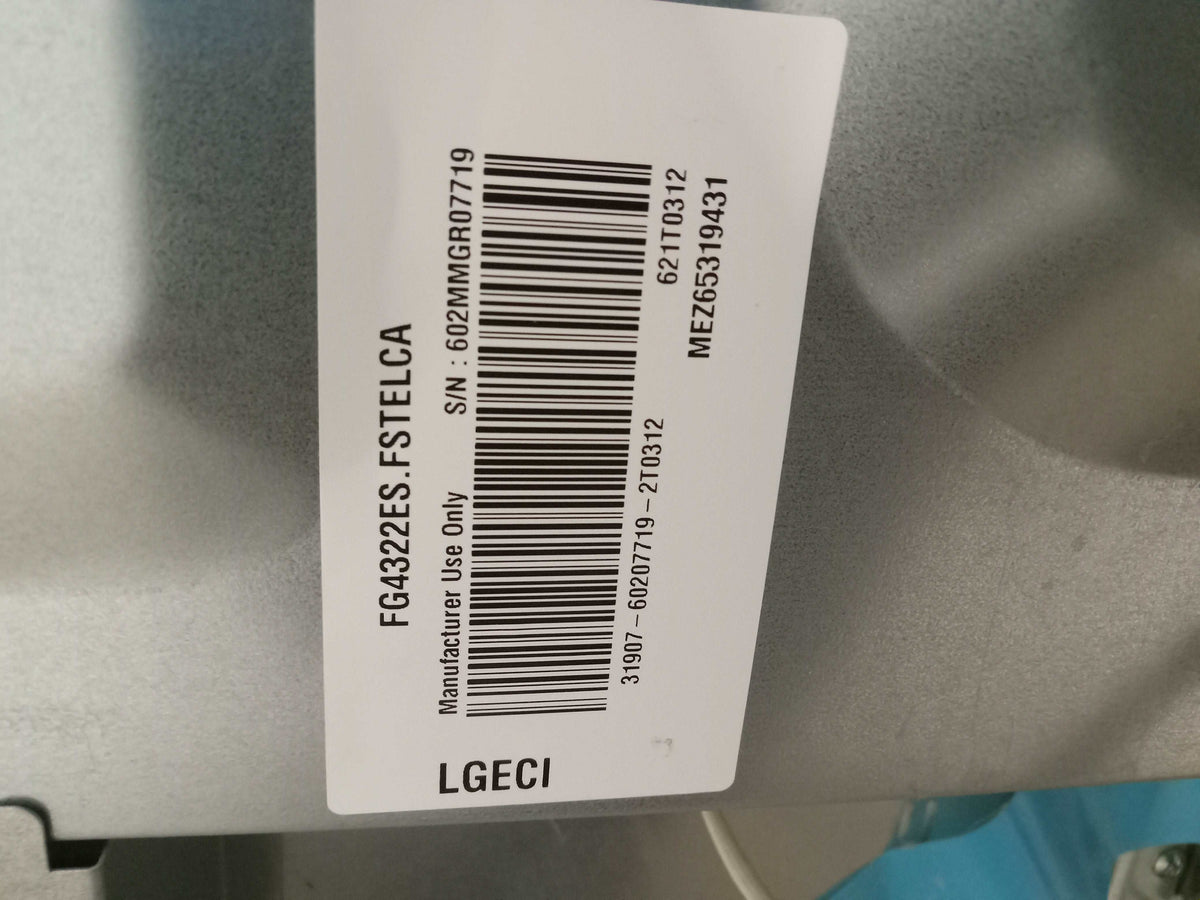 FG4322ES.FSTELCA
Manufacturer Use Only S/N : 602MMGR07719
31907-60207719-2T0312 621T0312
MEZ65319431
LGECI